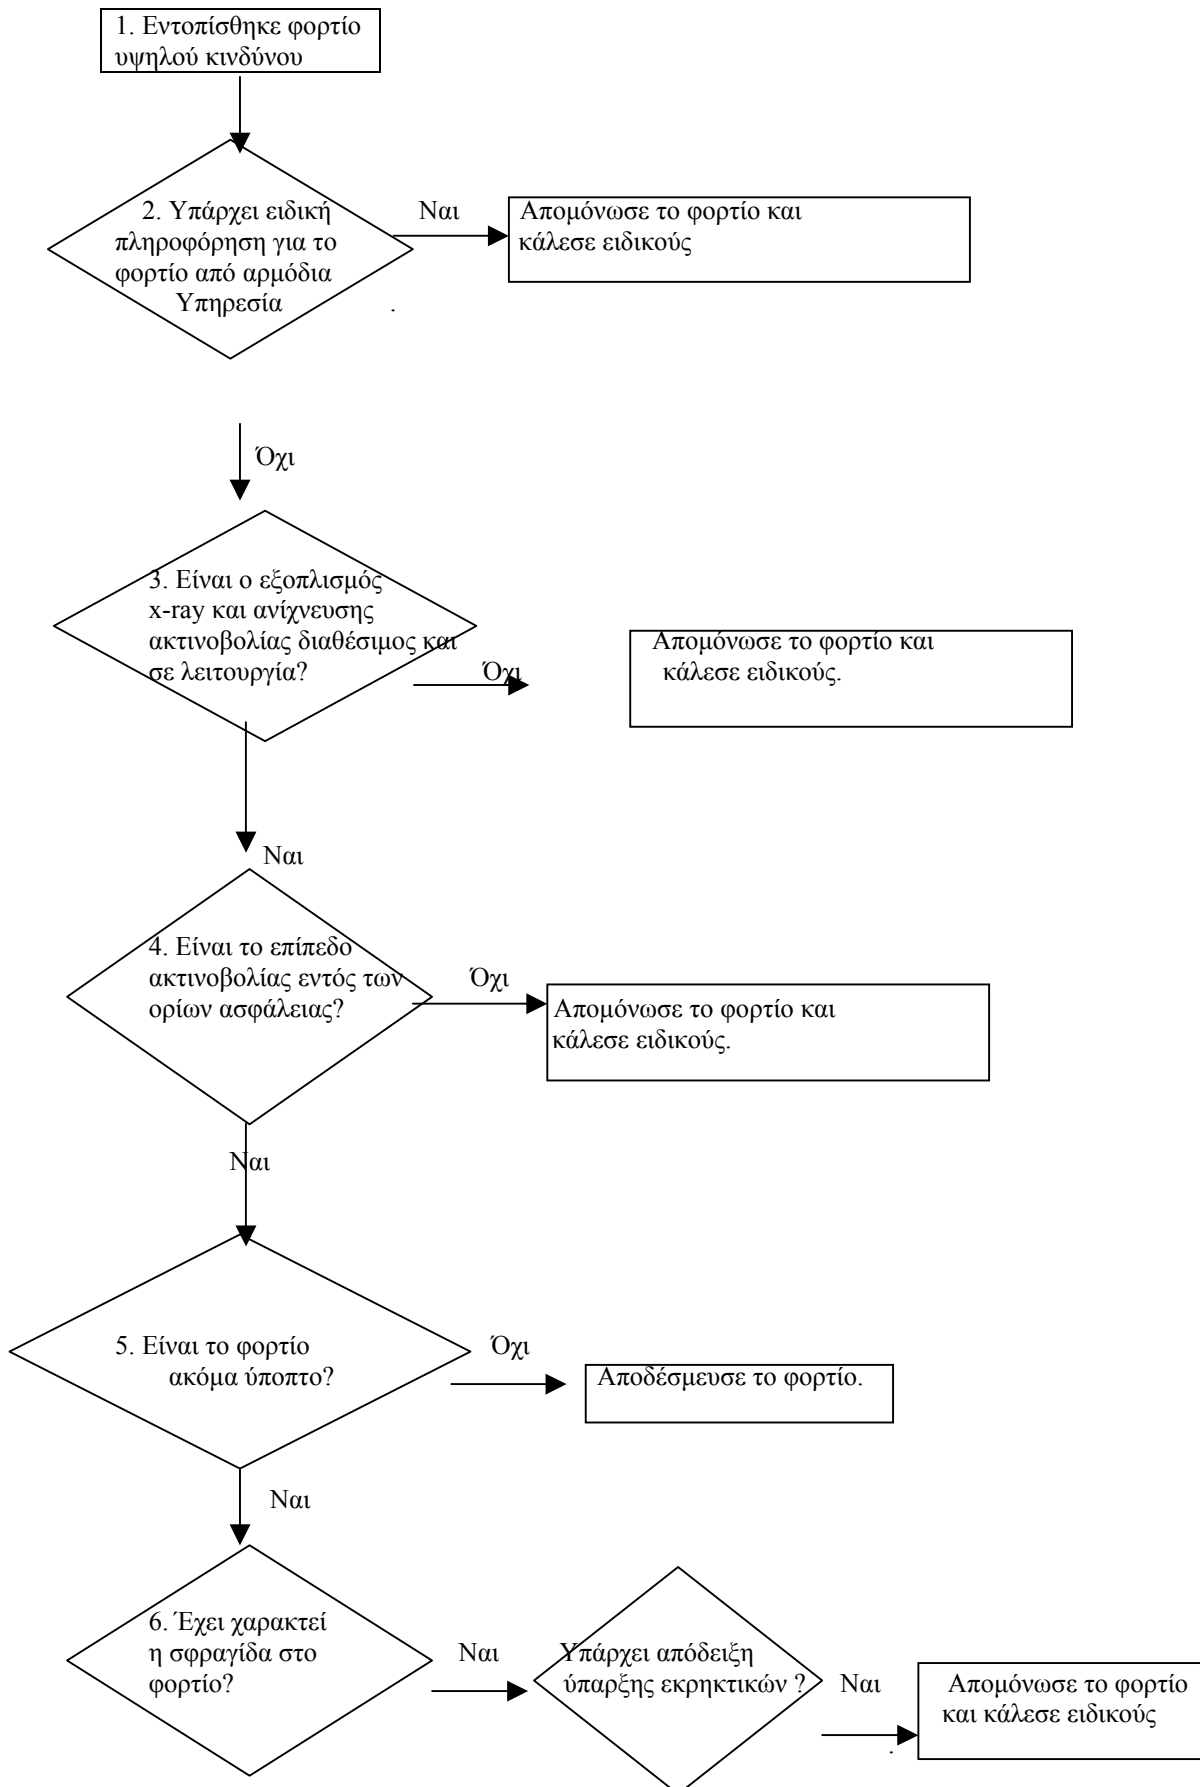 1. Εντοπίσθηκε φορτίο
υψηλού κινδύνου
2. Υπάρχει ειδική
πληροφόρηση για το
φορτίο από αρμόδια
Υπηρεσία
Ναι
Απομόνωσε το φορτίο και
κάλεσε ειδικούς
.
Όχι
3. Είναι ο εξοπλισμός
x-ray και ανίχνευσης
ακτινοβολίας διαθέσιμος και
σε λειτουργία?
Όχι
Απομόνωσε το φορτίο και
κάλεσε ειδικούς.
Ναι
4. Είναι το επίπεδο
ακτινοβολίας εντός των
ορίων ασφάλειας?
Όχι
Απομόνωσε το φορτίο και
κάλεσε ειδικούς.
Ναι
5. Είναι το φορτίο
ακόμα ύποπτο?
Όχι
Αποδέσμευσε το φορτίο.
Ναι
6. Έχει χαρακτεί
η σφραγίδα στο
φορτίο?
Ναι
Υπάρχει απόδειξη
ύπαρξης εκρηκτικών ?
Ναι
Απομόνωσε το φορτίο
και κάλεσε ειδικούς
.